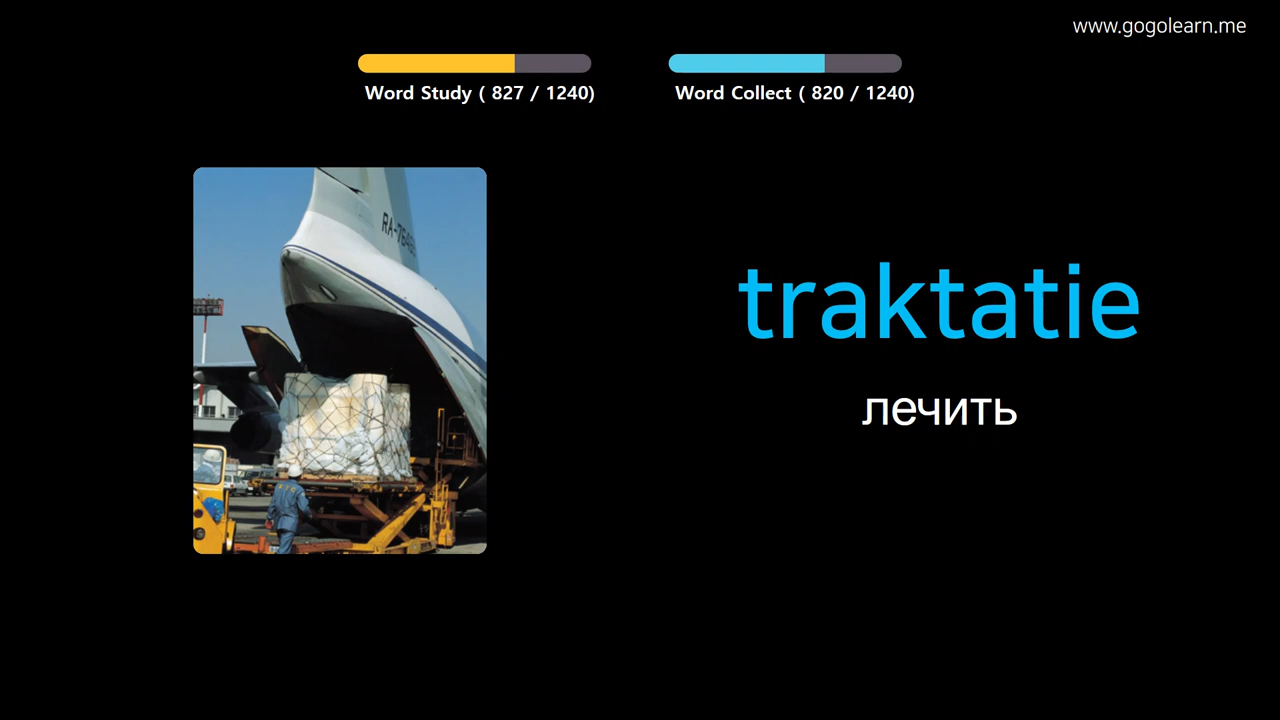 www.gogolearn.me
Word Study ( 827 / 1240)
Word Collect ( 820 / 1240)
traktatie
лечить